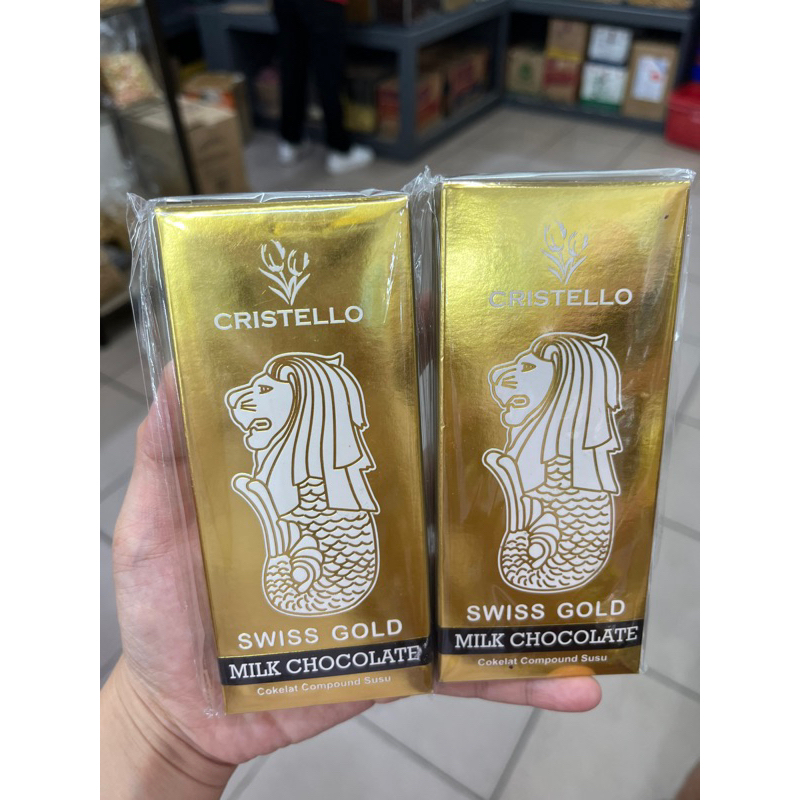 CRISTELLO
SWISS GOLD
MILK CHOCOLATE
Cokelat Compound Susu
CRISTELLO
SWISS GOLD
MILK CHOCOLATE
Cokelat Compound Susu